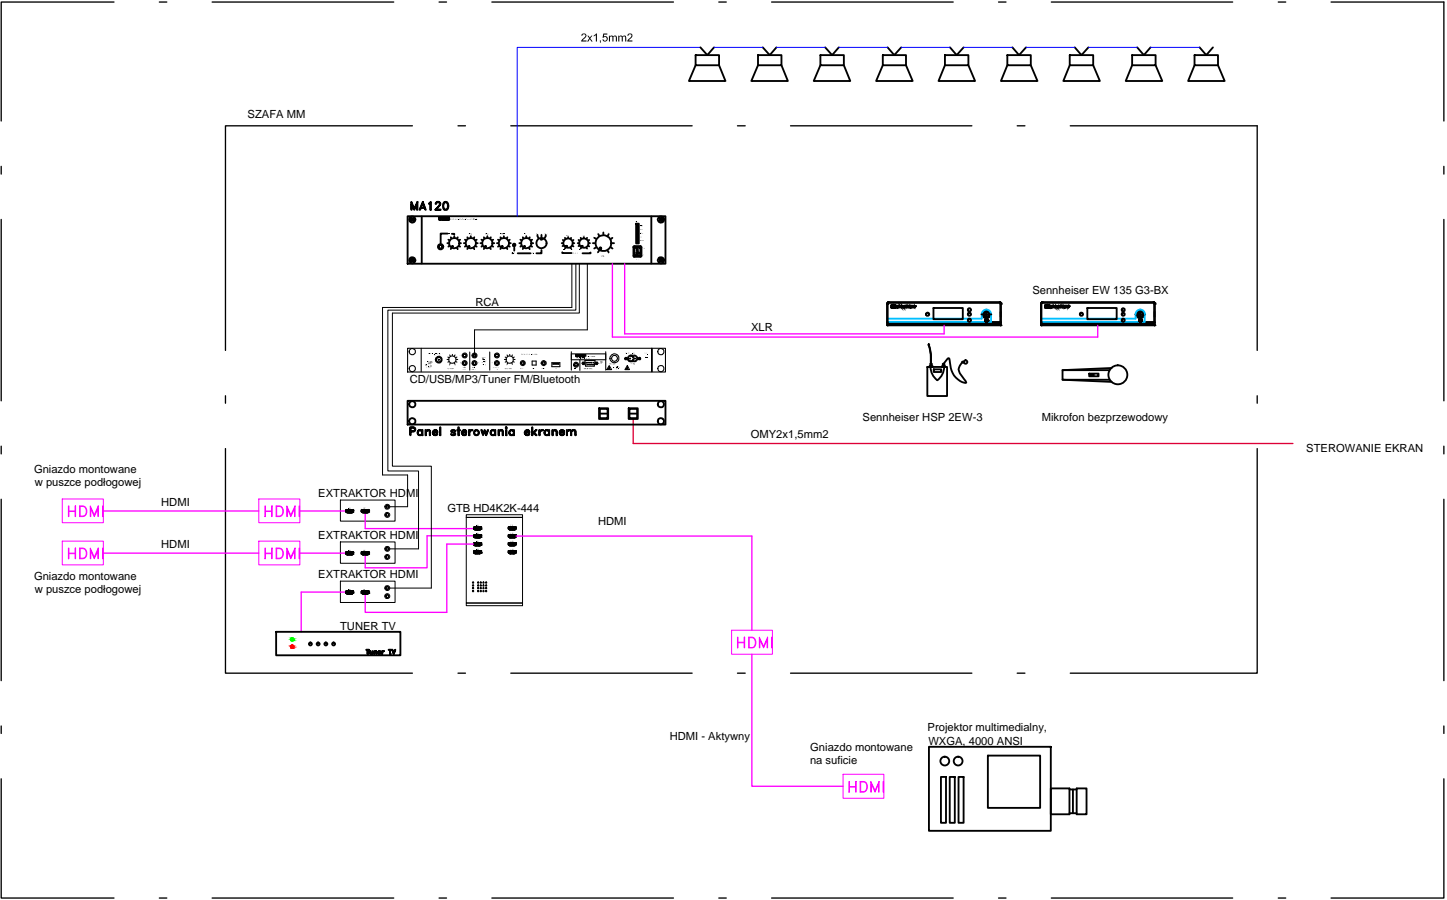 2x1,5mm2
SZAFA MM
MA120
RCA
Sennheiser EW 135 G3-BX
XLR
CD/USB/MP3/Tuner FM/Bluetooth
Sennheiser HSP 2EW-3
Mikrofon bezprzewodowy
Panel sterowania ekranem
OMY2x1,5mm2
STEROWANIE EKRAN
Gniazdo montowane
w puszce podłogowej
HDMI
HDMI
HDMI
EXTRAKTOR HDMI
GTB HD4K2K-444
HDMI
HDMI
HDMI
HDMI
EXTRAKTOR HDMI
Gniazdo montowane
w puszce podłogowej
EXTRAKTOR HDMI
TUNER TV
Tuner TV
HDMI
HDMI - Aktywny
Gniazdo montowane
na suficie
HDMI
Projektor multimedialny,
WXGA, 4000 ANSI